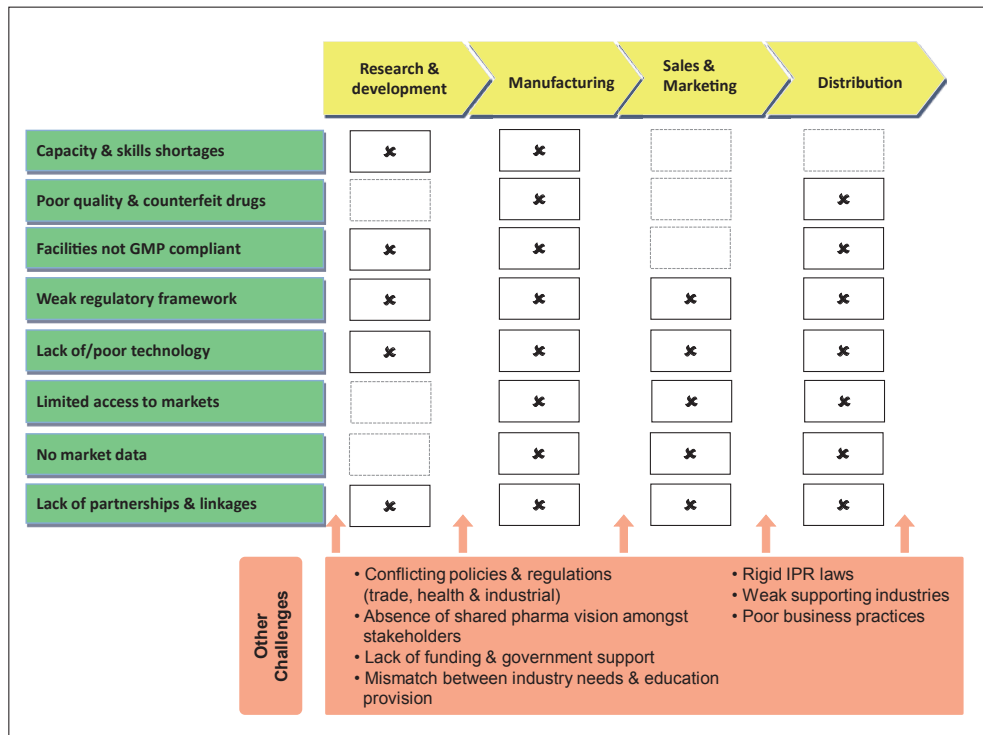 Research &
development
Manufacturing
Sales &
Marketing
Distribution
Capacity & skills shortages
Poor quality & counterfeit drugs
Facilities not GMP compliant
Weak regulatory framework
Lack of/poor technology
Limited access to markets
No market data
Lack of partnerships & linkages
Other
Challenges
• Conflicting policies & regulations
(trade, health & industrial)
• Absence of shared pharma vision amongst
stakeholders
• Lack of funding & government support
• Mismatch between industry needs & education
provision
• Rigid IPR laws
• Weak supporting industries
• Poor business practices